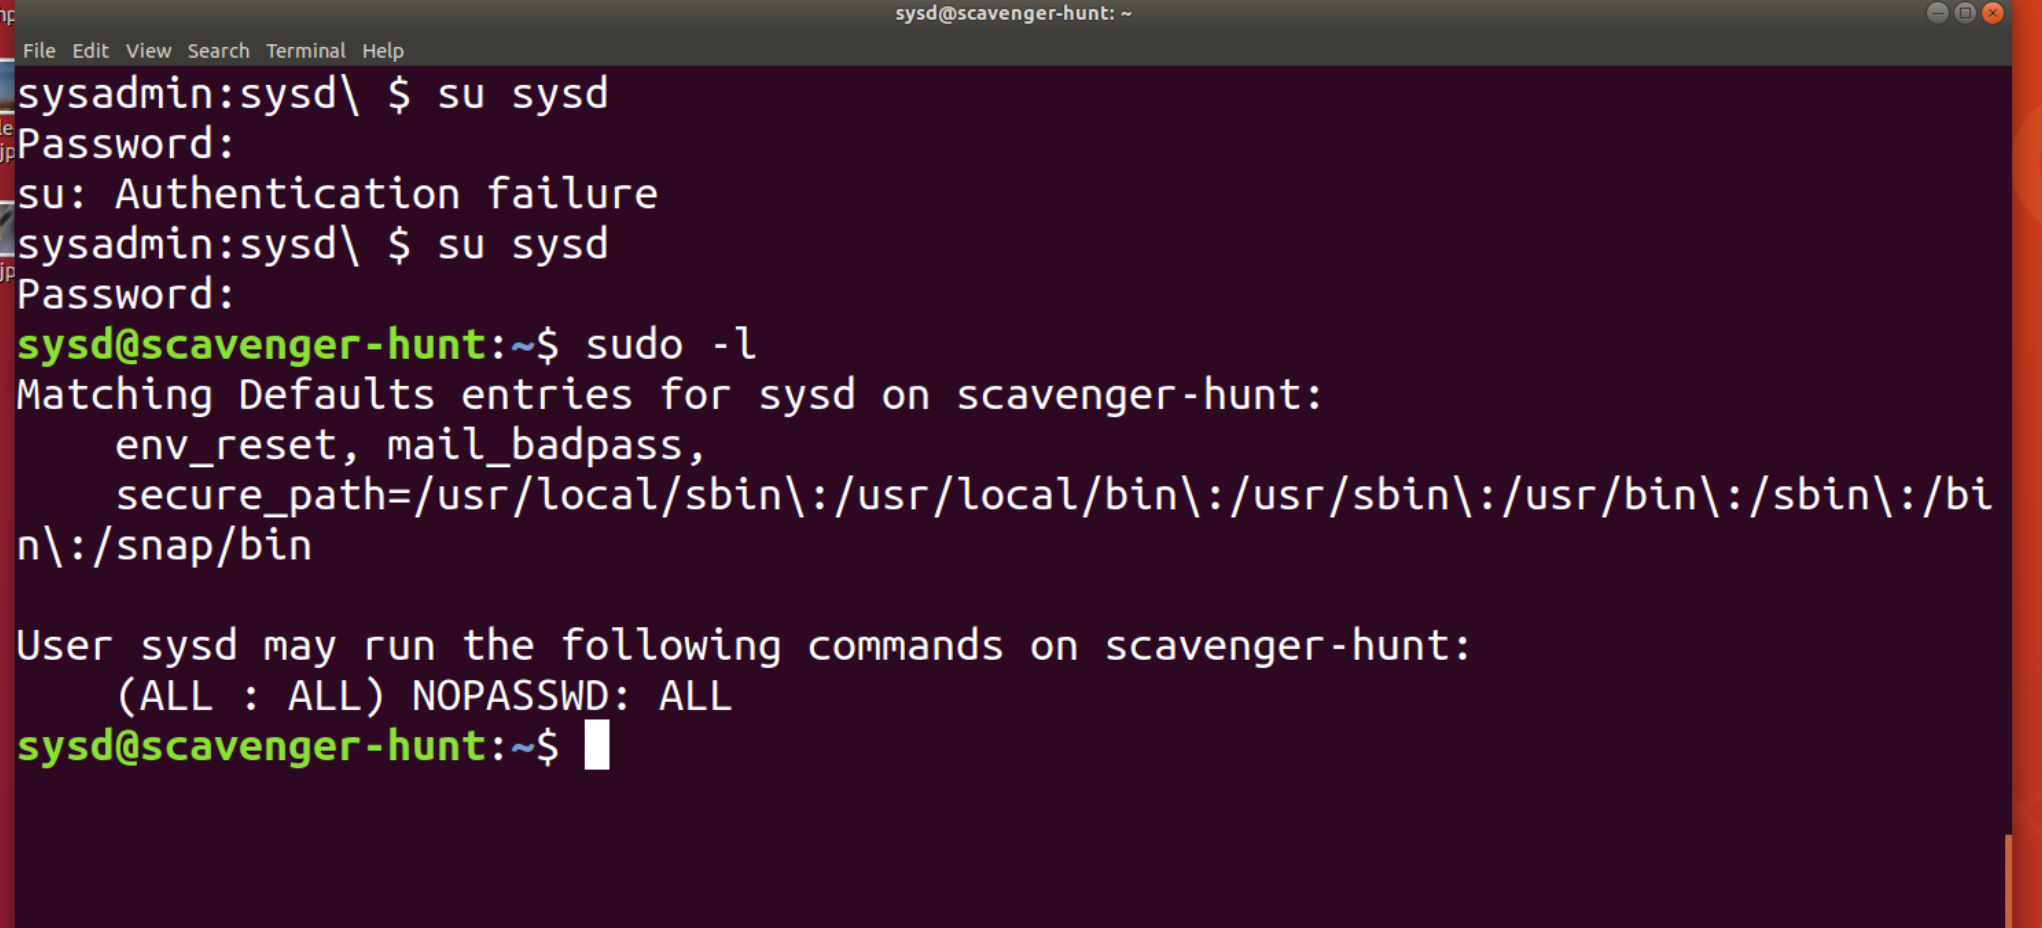 sysd@scavenger-hunt: ~
File Edit View Search Terminal Help
sysadmin:sysd\ $ su sysd
Password:
su: Authentication failure
sysadmin:sysd\ $ su sysd
Password:
sysd@scavenger-hunt:~$ sudo -l
Matching Defaults entries for sysd on scavenger-hunt:
    env_reset, mail_badpass,
    secure_path=/usr/local/sbin\:/usr/local/bin\:/usr/sbin\:/usr/bin\:/sbin\:/bi
n\:/snap/bin

User sysd may run the following commands on scavenger-hunt:
    (ALL : ALL) NOPASSWD: ALL
sysd@scavenger-hunt:~$